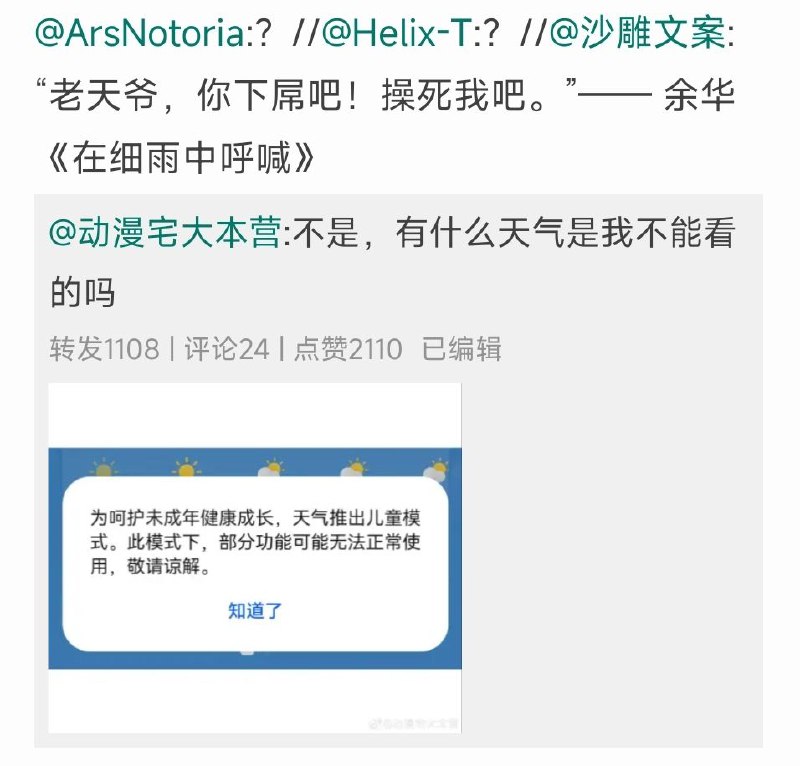 @ArsNotoria:? //@Helix-T:? //@沙雕文案:
“老天爷，你下屌吧！操死我吧。”—— 余华
《在细雨中呼喊》
@动漫宅大本营:不是，有什么天气是我不能看
的吗
转发1108 | 评论24 | 点赞2110 已编辑
为呵护未成年健康成长，天气推出儿童模
式。此模式下，部分功能可能无法正常使
用，敬请谅解。
知道了